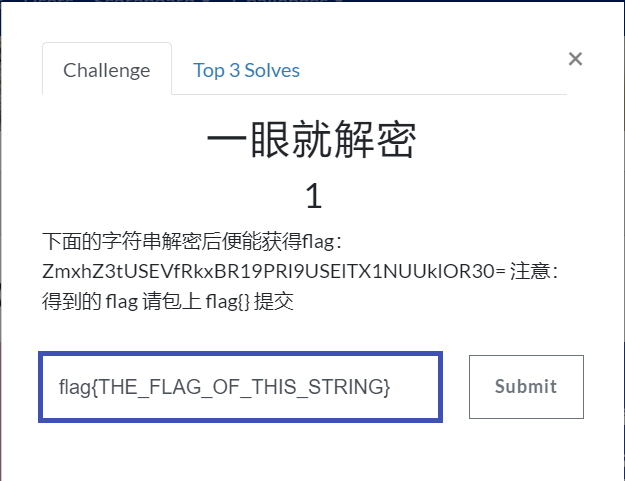 Challenge
Top 3 Solves
×
一眼就解密
1
下面的字符串解密后便能获得flag：
ZmxhZ3tUSEVfRkxBR19PRl9USElTX1NUUklOR30= 注意：
得到的 flag 请包上 flag{} 提交
flag{THE_FLAG_OF_THIS_STRING}
Submit